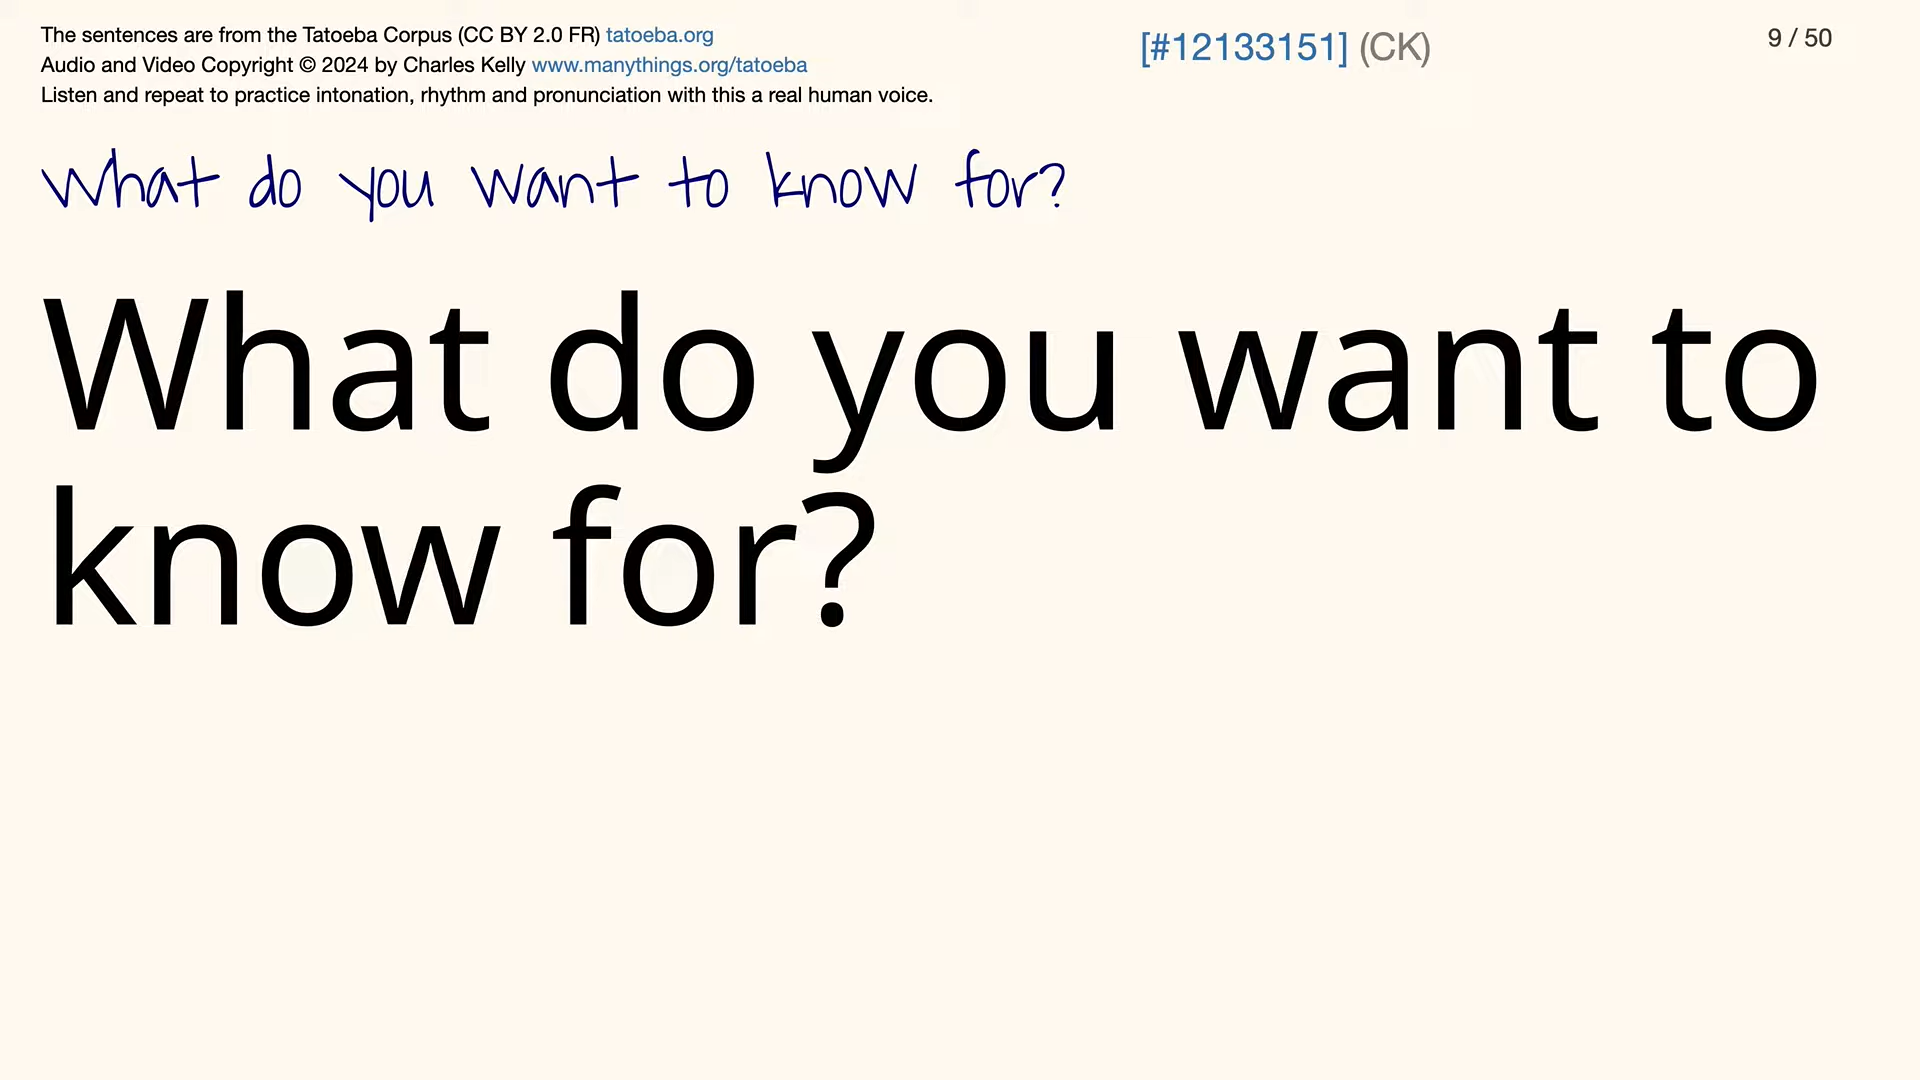 The sentences are from the Tatoeba Corpus (CC BY 2.0 FR) tatoeba.org
Audio and Video Copyright © 2024 by Charles Kelly www.manythings.org/tatoeba
Listen and repeat to practice intonation, rhythm and pronunciation with this a real human voice.
[#12133151] (CK)
9 / 50
What do you want to know for?
What do you want to
know for?